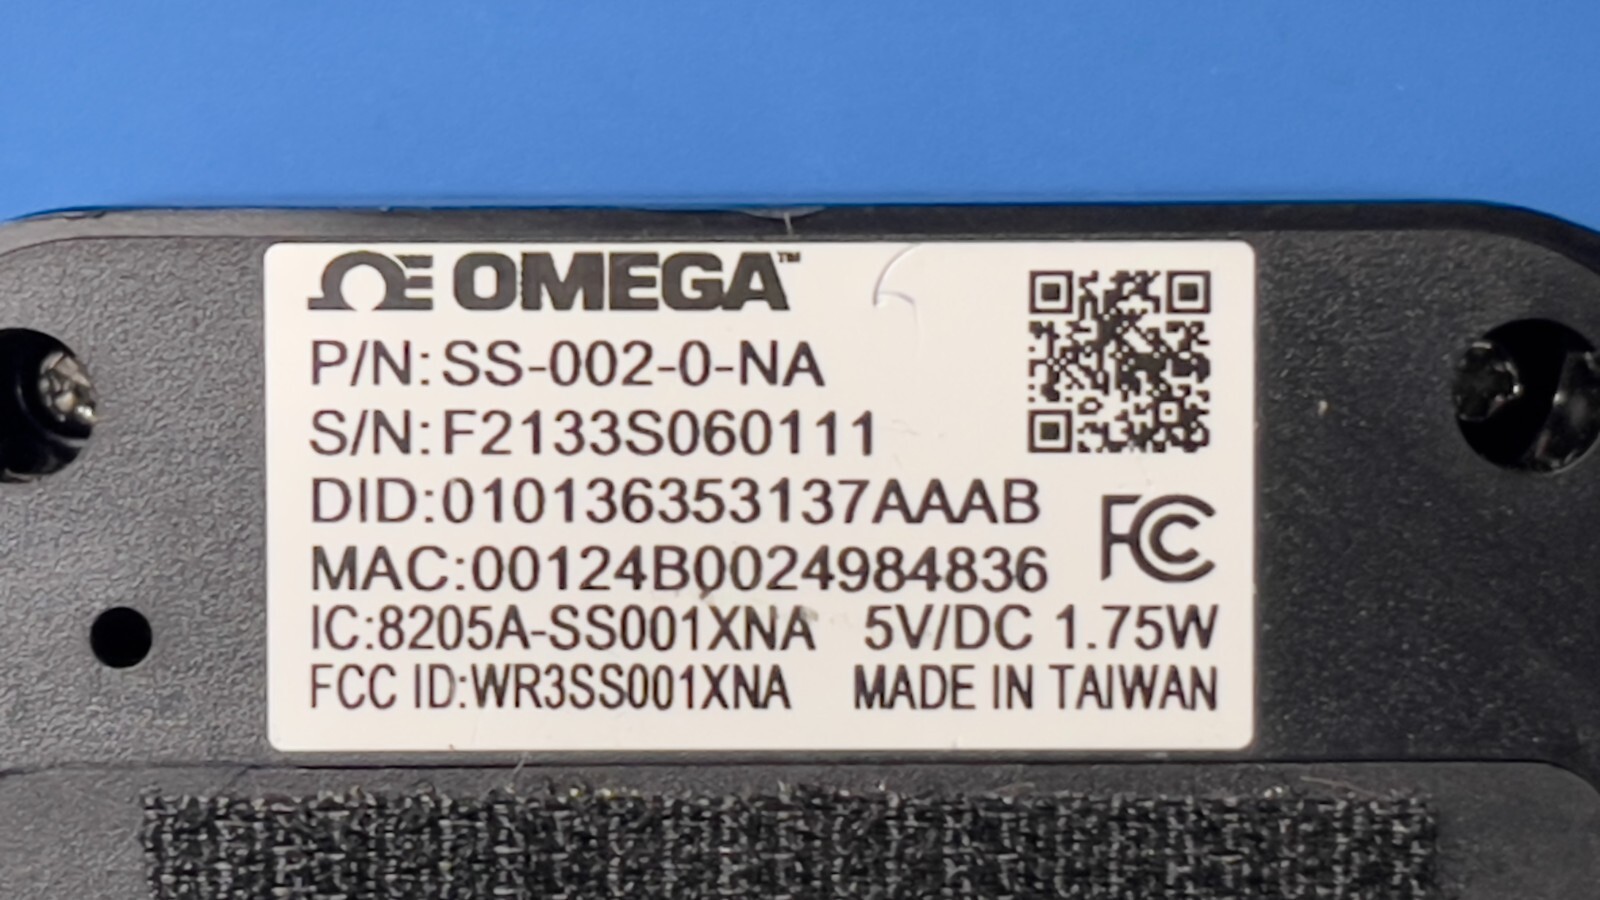 OMEGA™
P/N: SS-002-0-NA
S/N: F2133S060111
DID:010136353137AAAB
MAC:00124B0024984836
FC
IC:8205A-SS001XNA 5V/DC 1.75W
FCC ID:WR3SS001XNA MADE IN TAIWAN